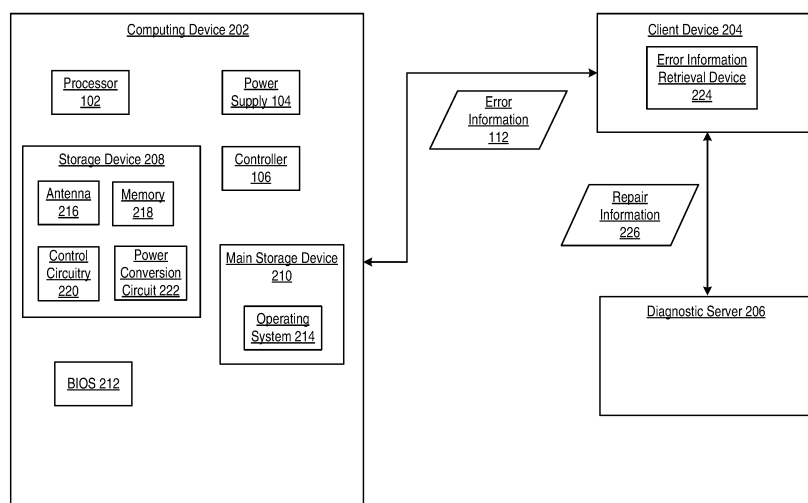 Computing Device 202
Processor
102
Power
Supply 104
Storage Device 208
Antenna
216
Memory
218
Control
Circuitry
220
Power
Conversion
Circuit 222
Controller
106
Main Storage Device
210
Operating
System 214
BIOS 212
Error
Information
112
Client Device 204
Error Information
Retrieval Device
224
Repair
Information
226
Diagnostic Server 206